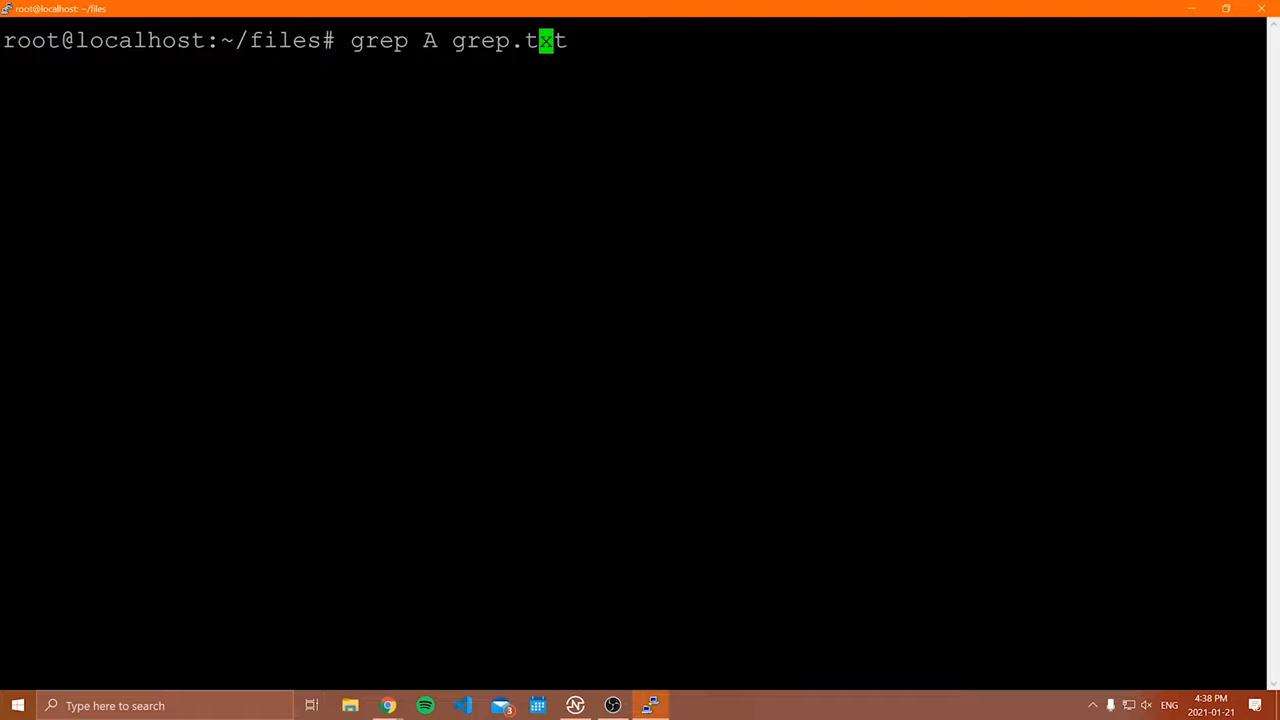 root@localhost: ~/files
root@localhost:~/files# grep A grep.txt
Type here to search
3
ENG
4:38 PM
2021-01-21